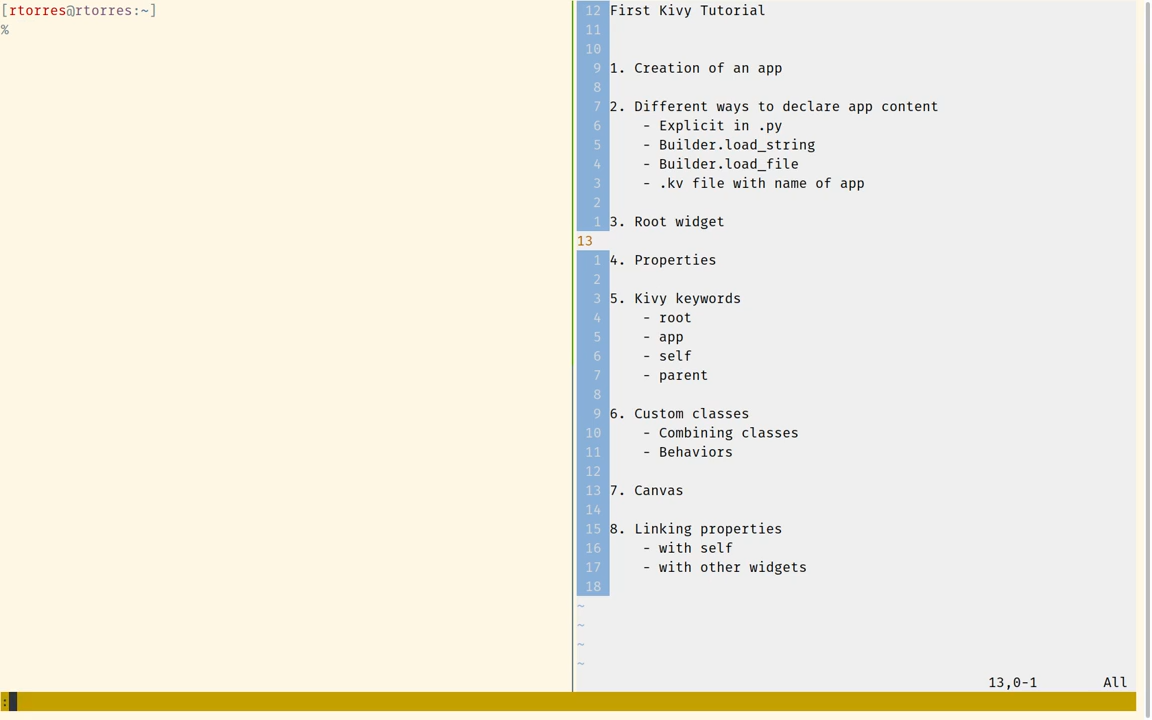 [rtorres@rtorres:~]
%
12 First Kivy Tutorial
11
10
9 1. Creation of an app
8
7 2. Different ways to declare app content
6     - Explicit in .py
5     - Builder.load_string
4     - Builder.load_file
3     - .kv file with name of app
2
1 3. Root widget
13
1 4. Properties
2
3 5. Kivy keywords
4     - root
5     - app
6     - self
7     - parent
8
9 6. Custom classes
10     - Combining classes
11     - Behaviors
12
13 7. Canvas
14
15 8. Linking properties
16     - with self
17     - with other widgets
18
~
~
~
~
13,0-1 All
: